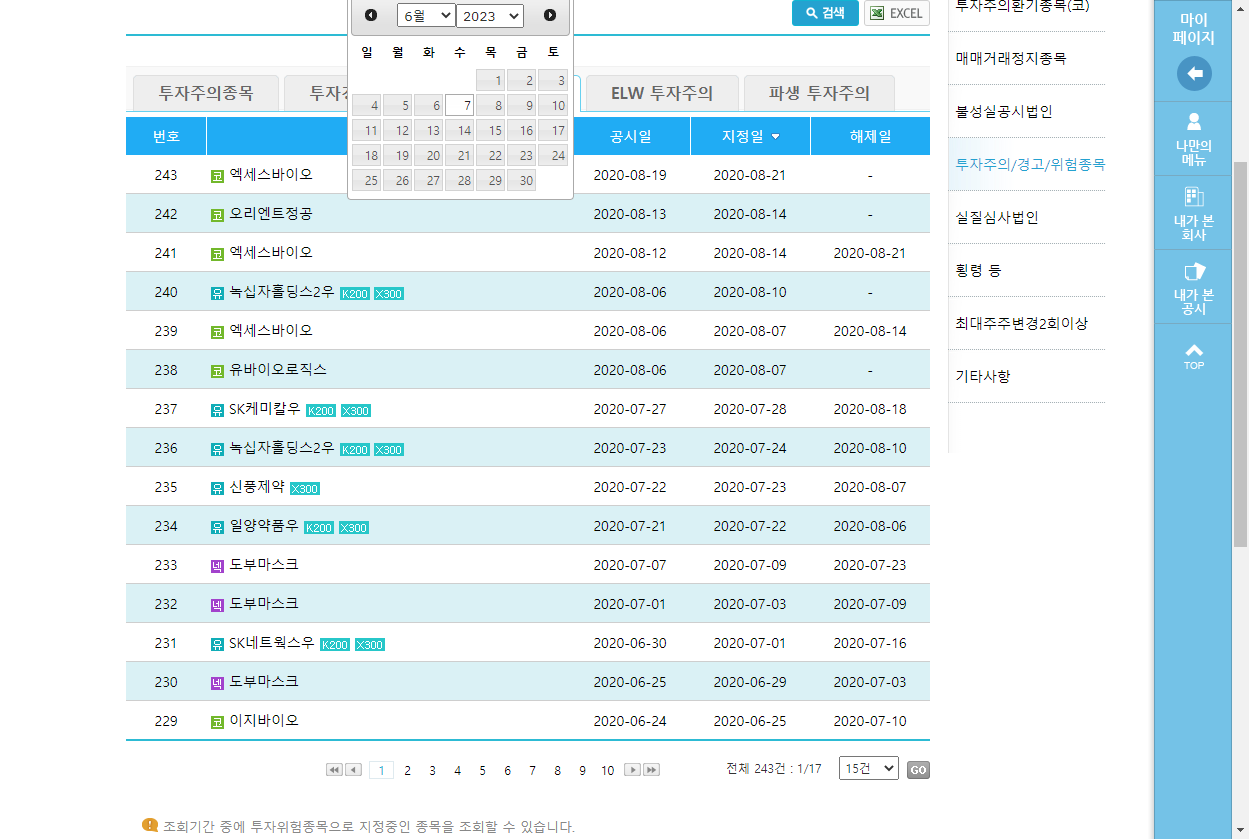 투자주의환기종목(코)
6월 2023
검색 EXCEL
일 월 화 수 목 금 토
1 2 3
4 5 6 7 8 9 10
11 12 13 14 15 16 17
18 19 20 21 22 23 24
25 26 27 28 29 30
투자주의종목 ELW 투자주의 파생 투자주의
번호 공시일 지정일 해제일
243 코 엑세스바이오 2020-08-19 2020-08-21 -
242 코 오리엔트정공 2020-08-13 2020-08-14 -
241 코 엑세스바이오 2020-08-12 2020-08-14 2020-08-21
240 유 녹십자홀딩스2우 K200 X300 2020-08-06 2020-08-10 -
239 코 엑세스바이오 2020-08-06 2020-08-07 2020-08-14
238 코 유바이오로직스 2020-08-06 2020-08-07 -
237 유 SK케미칼우 K200 X300 2020-07-27 2020-07-28 2020-08-18
236 유 녹십자홀딩스2우 K200 X300 2020-07-23 2020-07-24 2020-08-10
235 유 신풍제약 X300 2020-07-22 2020-07-23 2020-08-07
234 유 일양약품우 K200 X300 2020-07-21 2020-07-22 2020-08-06
233 넥 도부마스크 2020-07-07 2020-07-09 2020-07-23
232 넥 도부마스크 2020-07-01 2020-07-03 2020-07-09
231 유 SK네트웍스우 K200 X300 2020-06-30 2020-07-01 2020-07-16
230 넥 도부마스크 2020-06-25 2020-06-29 2020-07-03
229 코 이지바이오 2020-06-24 2020-06-25 2020-07-10
1 2 3 4 5 6 7 8 9 10
전체 243건 : 1/17 15건 GO
조회기간 중에 투자위험종목으로 지정중인 종목을 조회할 수 있습니다.
매매거래정지종목
불성실공시법인
투자주의/경고/위험종목
실질심사법인
횡령 등
최대주주변경2회이상
기타사항
마이
페이지
나만의
메뉴
내가 본
회사
내가 본
공시
TOP